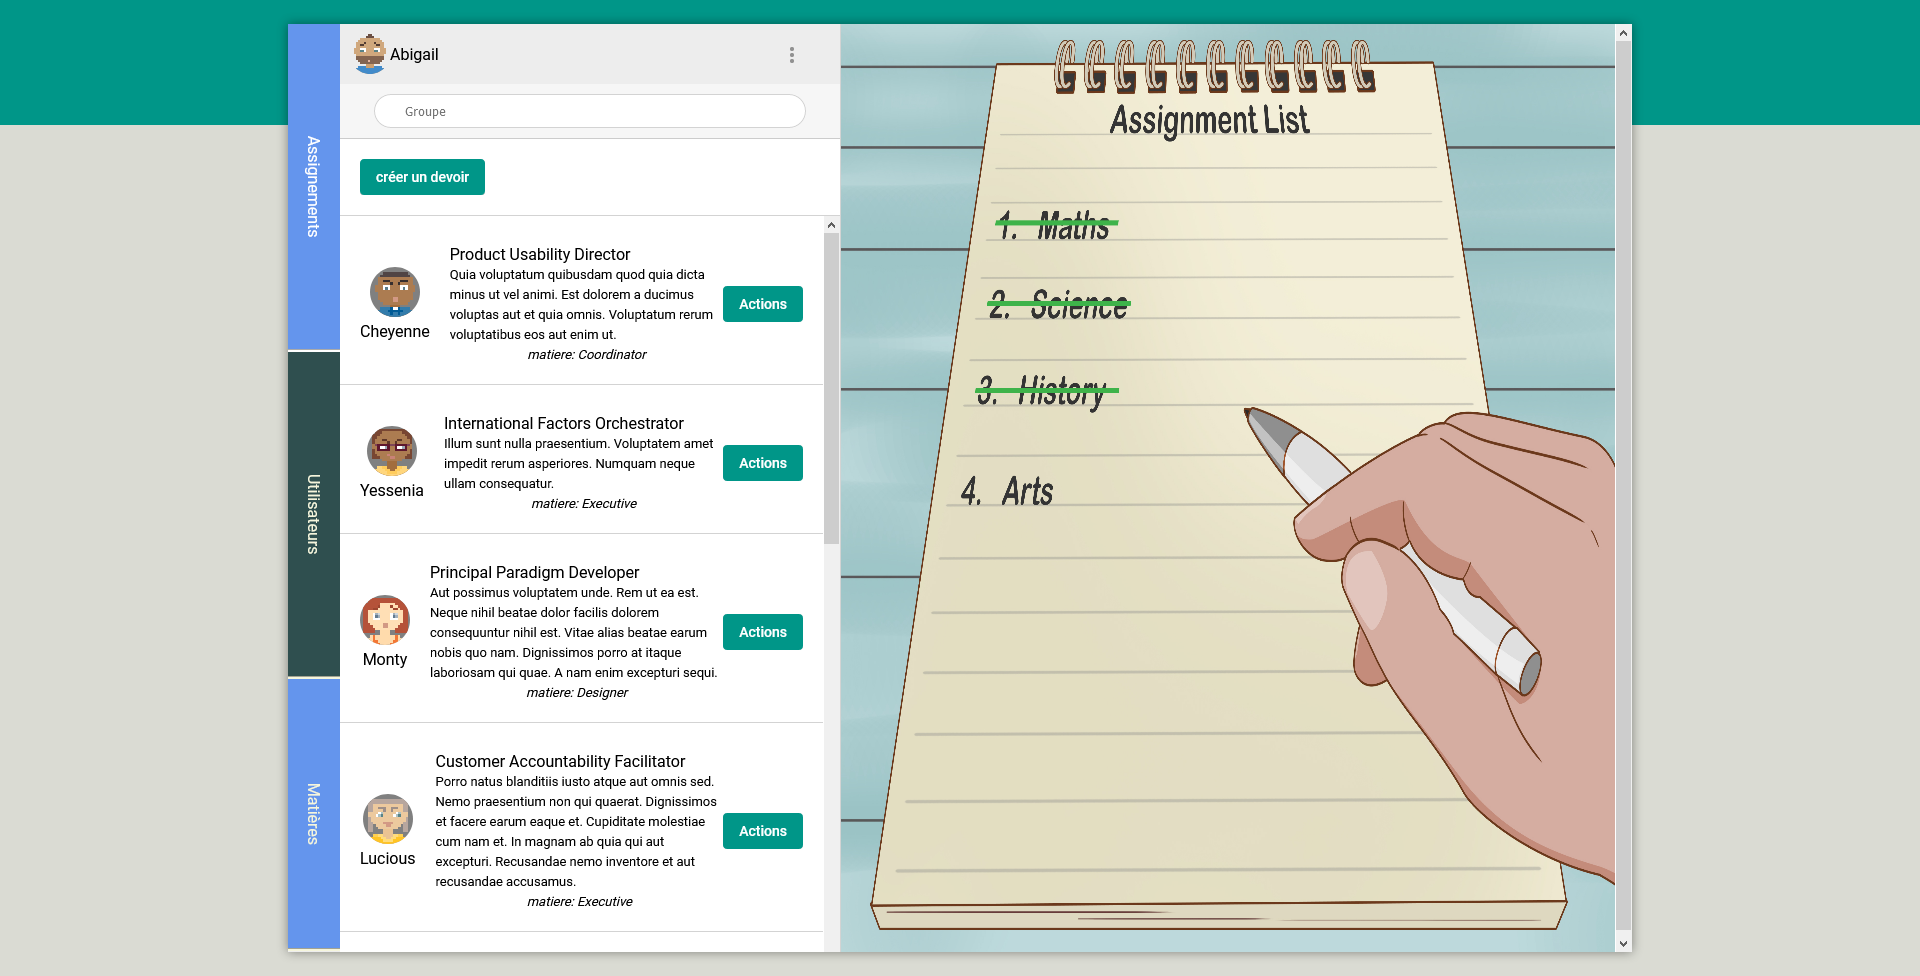 Assignements
Utilisateurs
Matières
Abigail
Groupe
créer un devoir
Product Usability Director
Quia voluptatum quibusdam quod quia dicta
minus ut vel animi. Est dolorem a ducimus
voluptas aut et quia omnis. Voluptatum rerum
voluptatibus eos aut enim ut.
matiere: Coordinator
Cheyenne
Actions
International Factors Orchestrator
Illum sunt nulla praesentium. Voluptatem amet
impedit rerum asperiores. Numquam neque
ullam consequatur.
matiere: Executive
Yessenia
Actions
Principal Paradigm Developer
Aut possimus voluptatem unde. Rem ut ea est.
Neque nihil beatae dolor facilis dolorem
consequuntur nihil est. Vitae alias beatae earum
nobis quo nam. Dignissimos porro at itaque
laboriosam qui quae. A nam enim excepturi sequi.
matiere: Designer
Monty
Actions
Customer Accountability Facilitator
Porro natus blanditiis iusto atque aut omnis sed.
Nemo praesentium non qui quaerat. Dignissimos
et facere earum eaque et. Cupiditate molestiae
cum nam et. In magnam ab quia qui aut
excepturi. Recusandae nemo inventore et aut
recusandae accusamus.
matiere: Executive
Lucious
Actions
Assignment List
1. Maths
2. Science
3. History
4. Arts